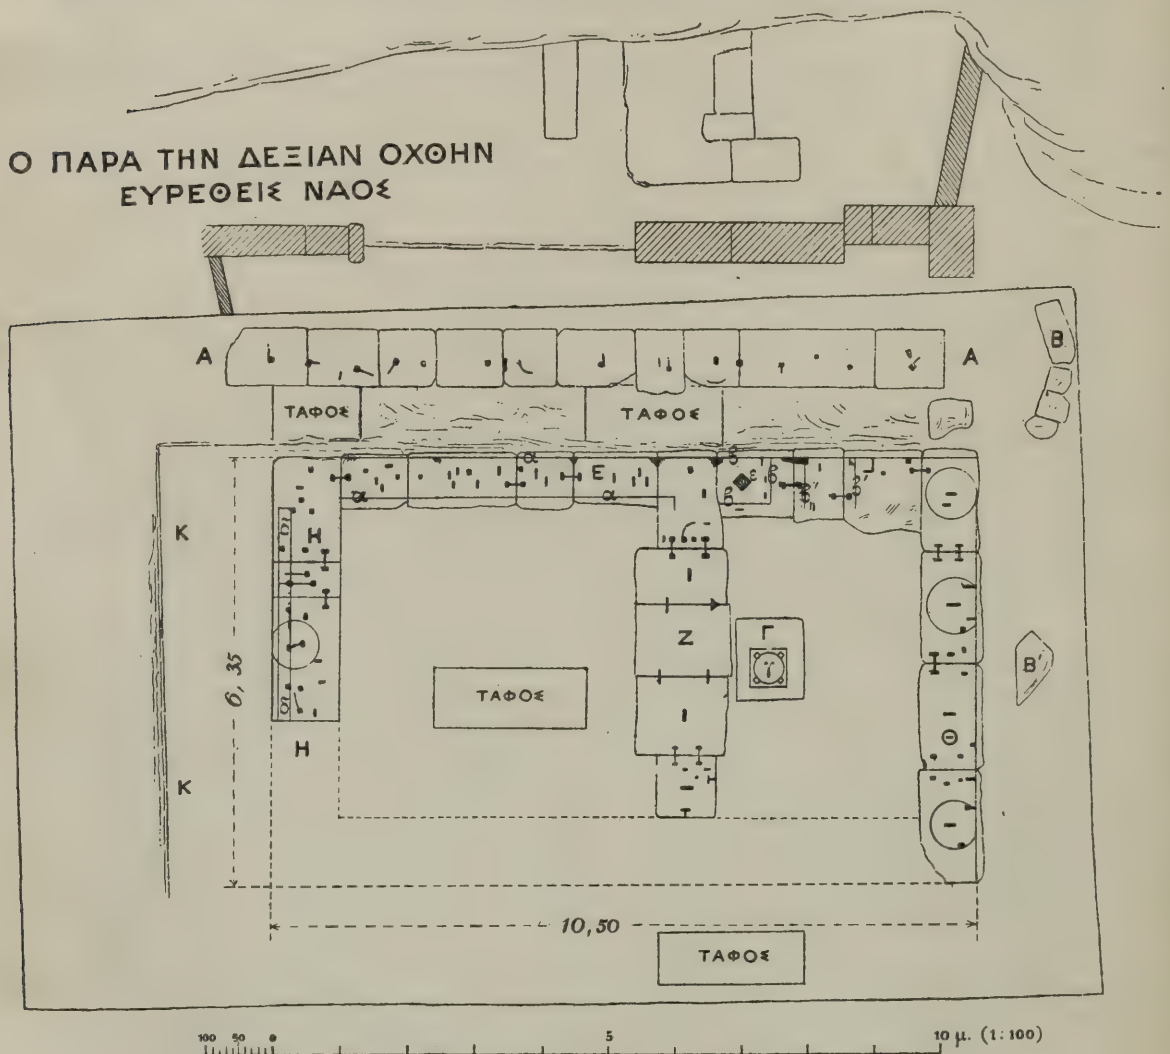 Ο ΠΑΡΑ ΤΗΝ ΔΕΞΙΑΝ ΟΧΘΗΝ
ΕΥΡΕΘΕΙΣ ΝΑΟΣ
Α
Α
Β
ΤΑΦΟΣ
ΤΑΦΟΣ
α
Ε
α
α
β
ε
β
Γ
Κ
Η
Ζ
Γ
γ
Β'
6,35
ΤΑΦΟΣ
Θ
Η
Κ
10,50
ΤΑΦΟΣ
100 50 0 5 10 μ. (1:100)